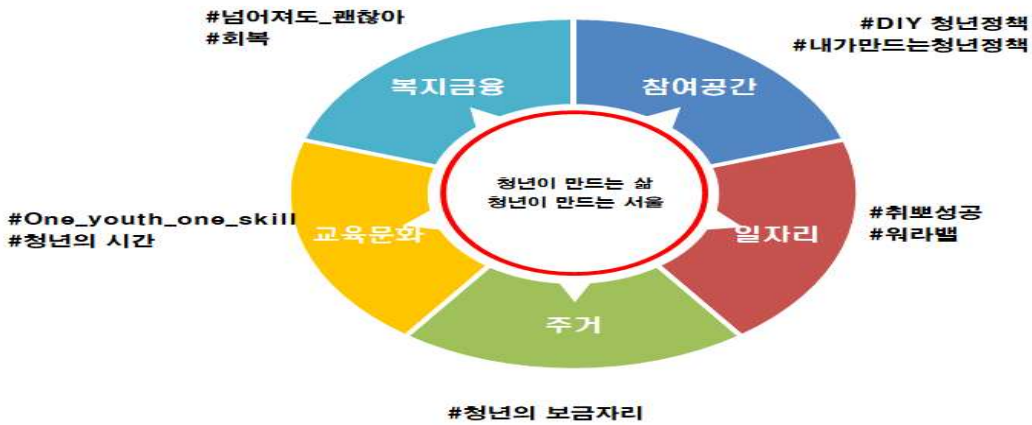 #넘어져도_괜찮아
#회복
#DIY 청년정책
#내가만드는청년정책
복지금융
참여공간
청년이 만드는 삶
청년이 만드는 서울
#One_youth_one_skill
#청년의 시간
교육문화
일자리
#취뽀성공
#워라밸
주거
#청년의 보금자리